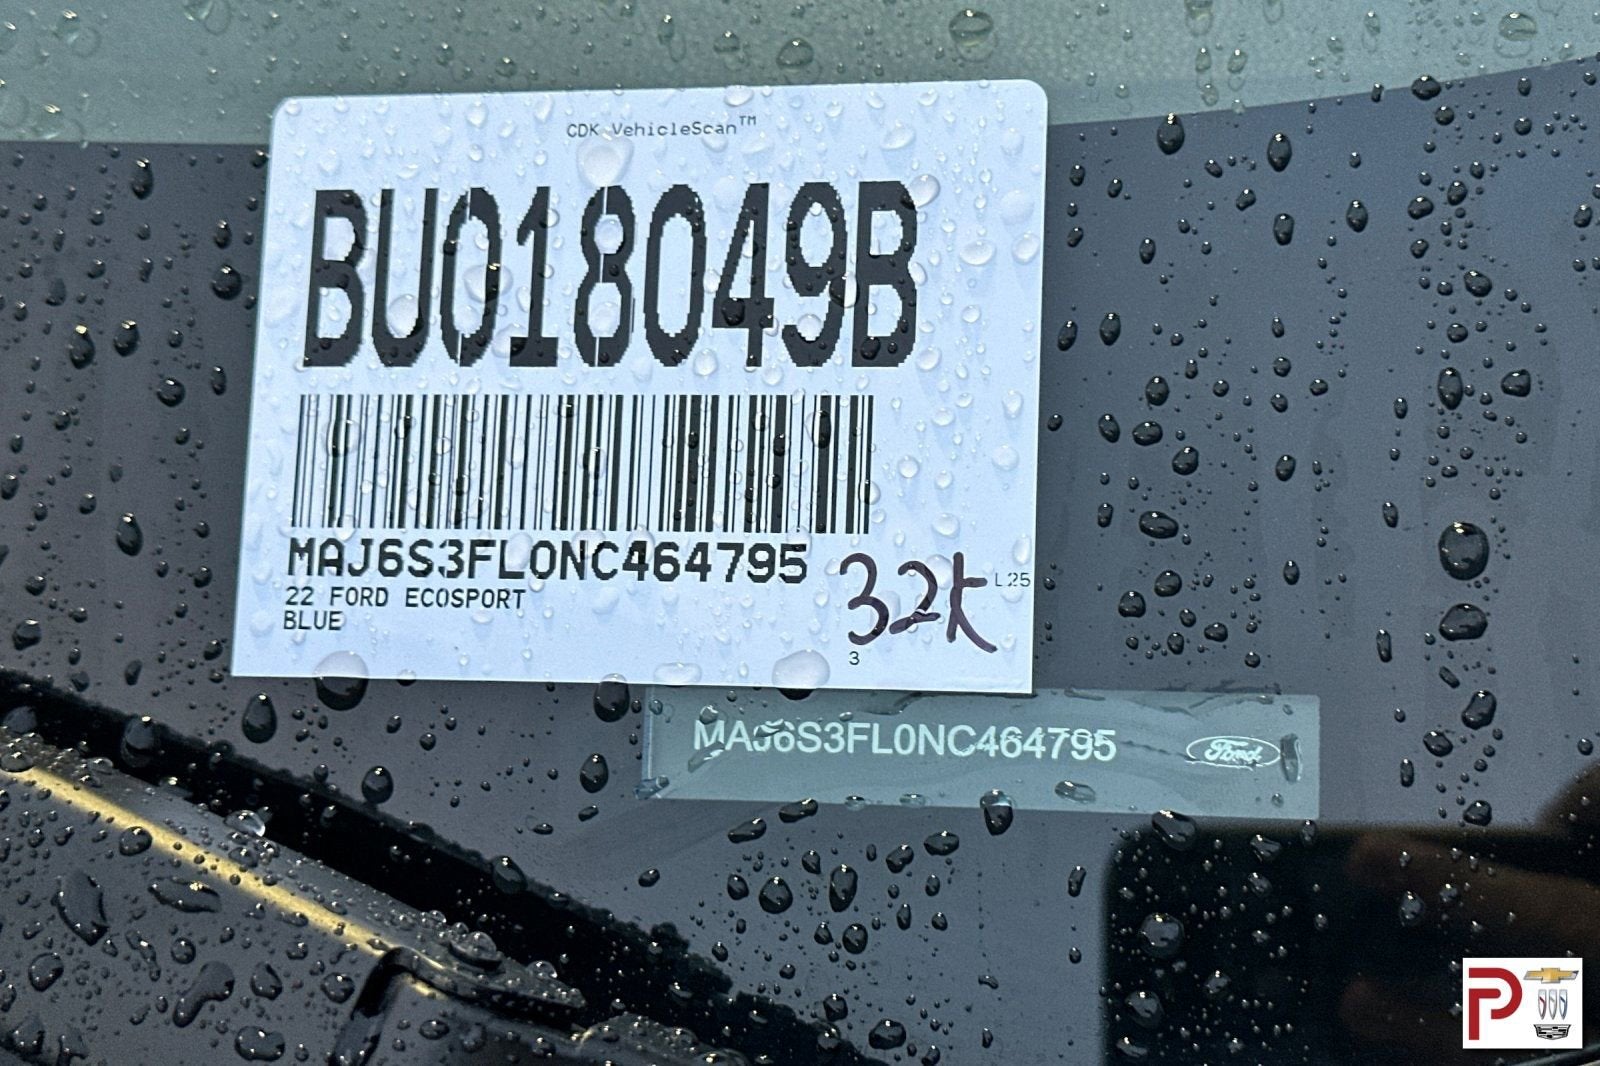 CDK VehicleScan™
BU018049B
MAJ6S3FL0NC464795
22 FORD ECOSPORT
BLUE
32K
L25
3
MAJ6S3FL0NC464795
Ford
P